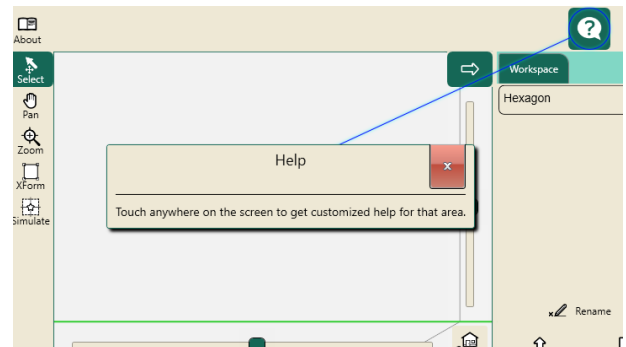 About
Select
Pan
Zoom
XForm
Simulate
Workspace
Hexagon
Help
x
Touch anywhere on the screen to get customized help for that area.
Rename